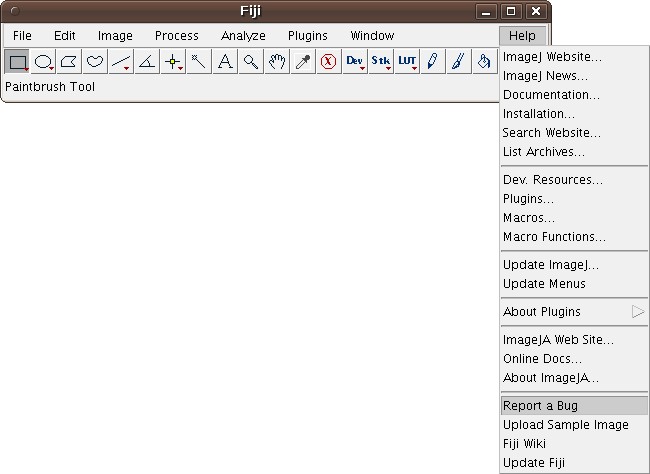 Fiji
File Edit Image Process Analyze Plugins Window Help
A X Dev Stk LUT
Paintbrush Tool
ImageJ Website...
ImageJ News...
Documentation...
Installation...
Search Website...
List Archives...
Dev. Resources...
Plugins...
Macros...
Macro Functions...
Update ImageJ...
Update Menus
About Plugins
ImageJA Web Site...
Online Docs...
About ImageJA...
Report a Bug
Upload Sample Image
Fiji Wiki
Update Fiji